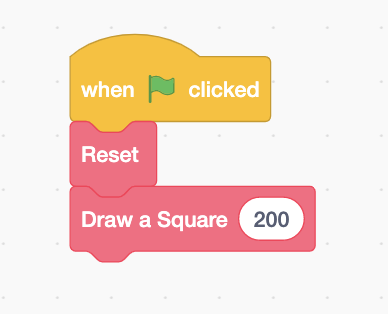 when clicked
Reset
Draw a Square 200